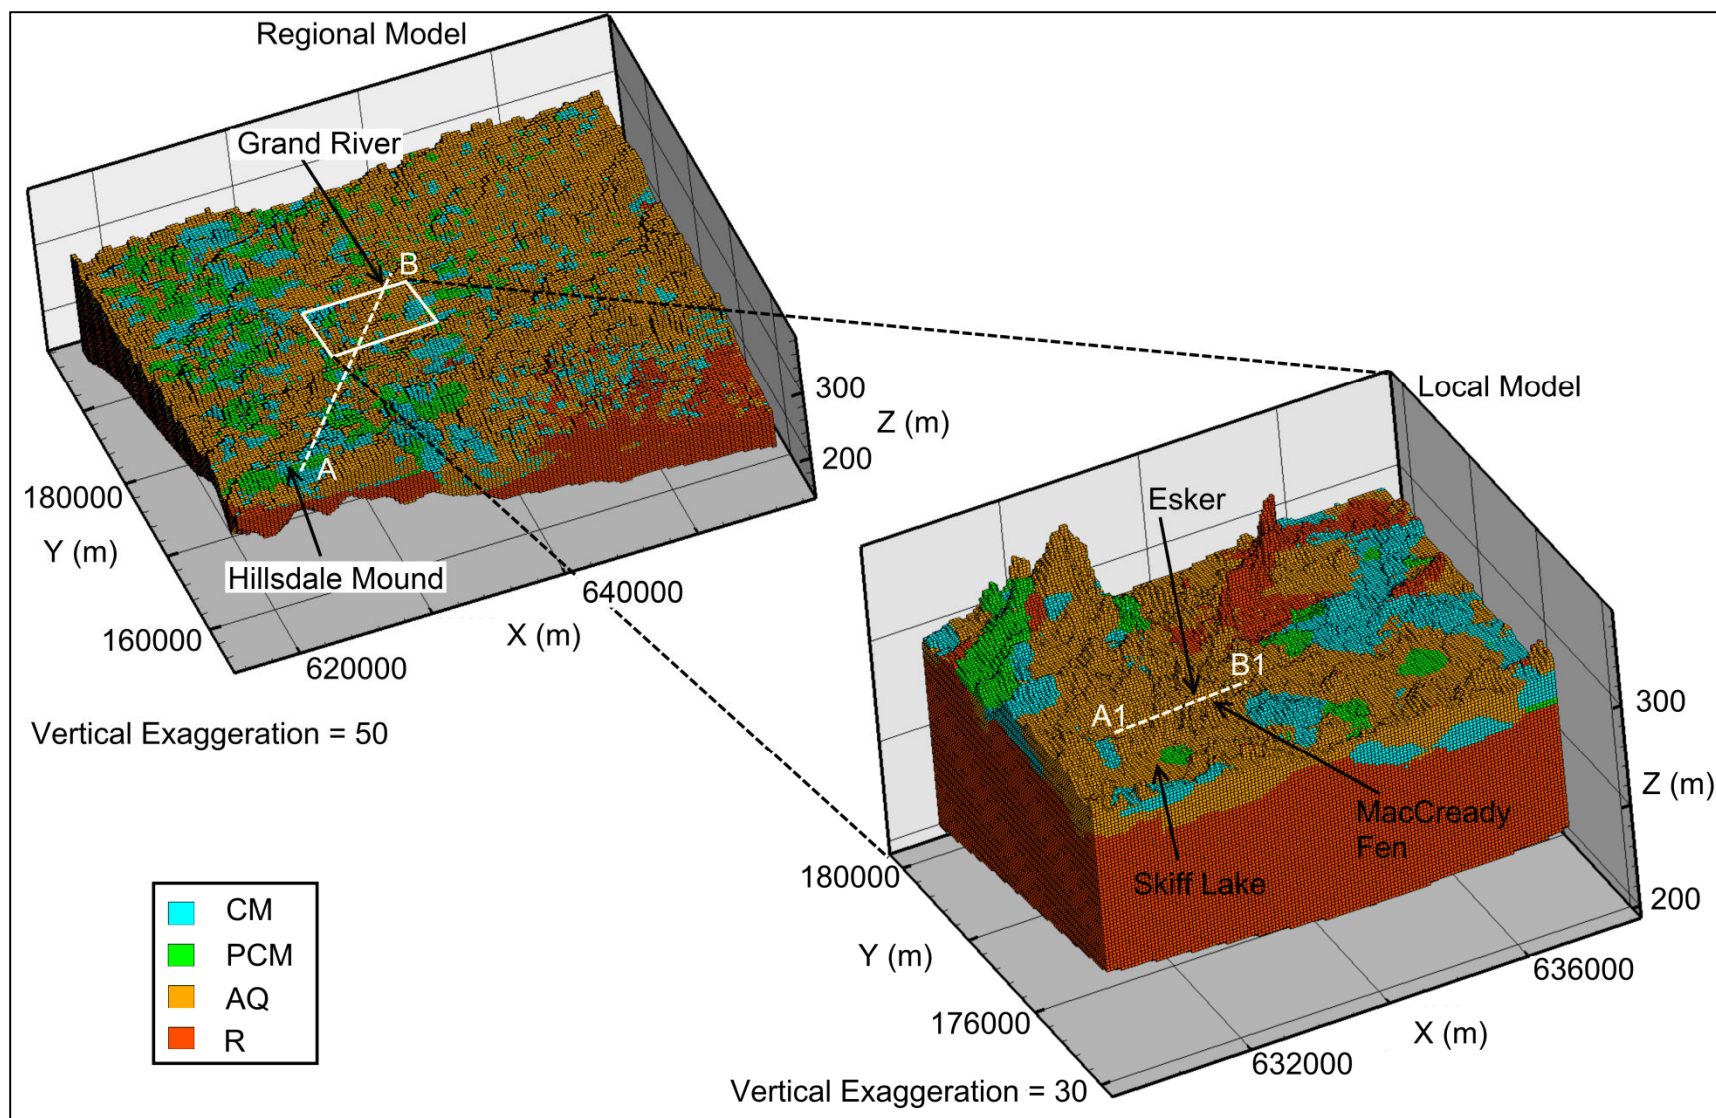 Regional Model
Grand River
B
A
Hillsdale Mound
300
Z (m)
200
180000
Y (m)
160000
620000
X (m)
640000
Vertical Exaggeration = 50
Local Model
Esker
B1
A1
MacCready
Fen
Skiff Lake
300
Z (m)
200
180000
Y (m)
176000
632000
X (m)
636000
Vertical Exaggeration = 30
CM
PCM
AQ
R